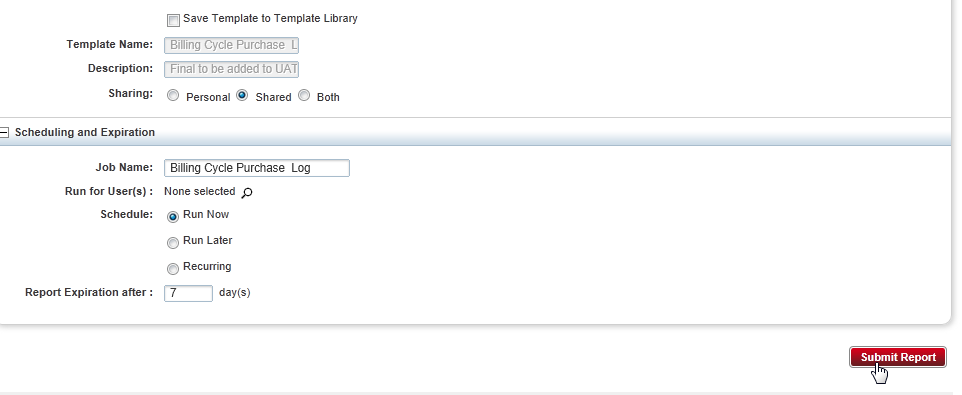 Save Template to Template Library
Template Name: Billing Cycle Purchase L
Description: Final to be added to UAT
Sharing: Personal Shared Both
Scheduling and Expiration
Job Name: Billing Cycle Purchase Log
Run for User(s) : None selected
Schedule: Run Now
Run Later
Recurring
Report Expiration after : 7 day(s)
Submit Report